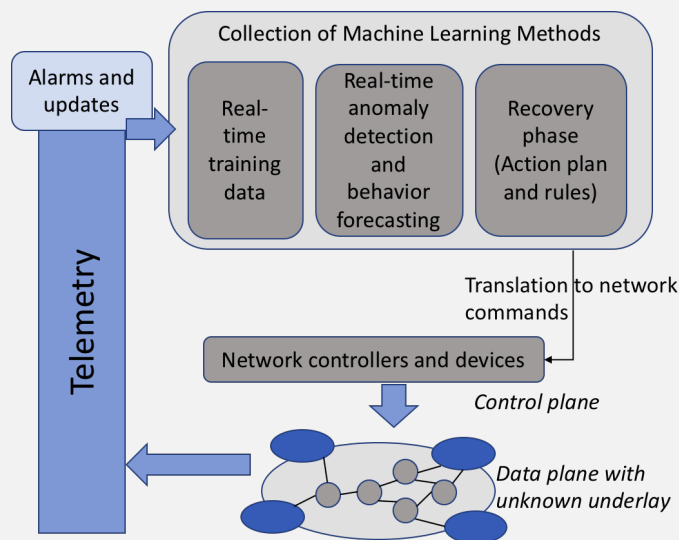 Collection of Machine Learning Methods
Alarms and
updates
Real-
time
training
data
Real-time
anomaly
detection
and
behavior
forecasting
Recovery
phase
(Action plan
and rules)
Telemetry
Translation to network
commands
Network controllers and devices
Control plane
Data plane with
unknown underlay